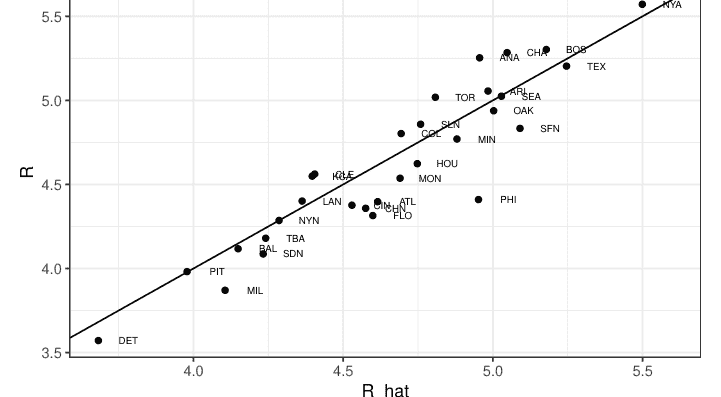 5.5
NYA
ANA
CHA
BOS
TEX
5.0
TOR
ARI
SEA
OAK
SLN
COL
MIN
SFN
HOU
4.5
KCA
CLE
MON
LAN
CIN
ATL
CHN
FLO
PHI
NYN
TBA
BAL
SDN
4.0
PIT
MIL
DET
3.5
R
4.0 4.5 5.0 5.5
R_hat